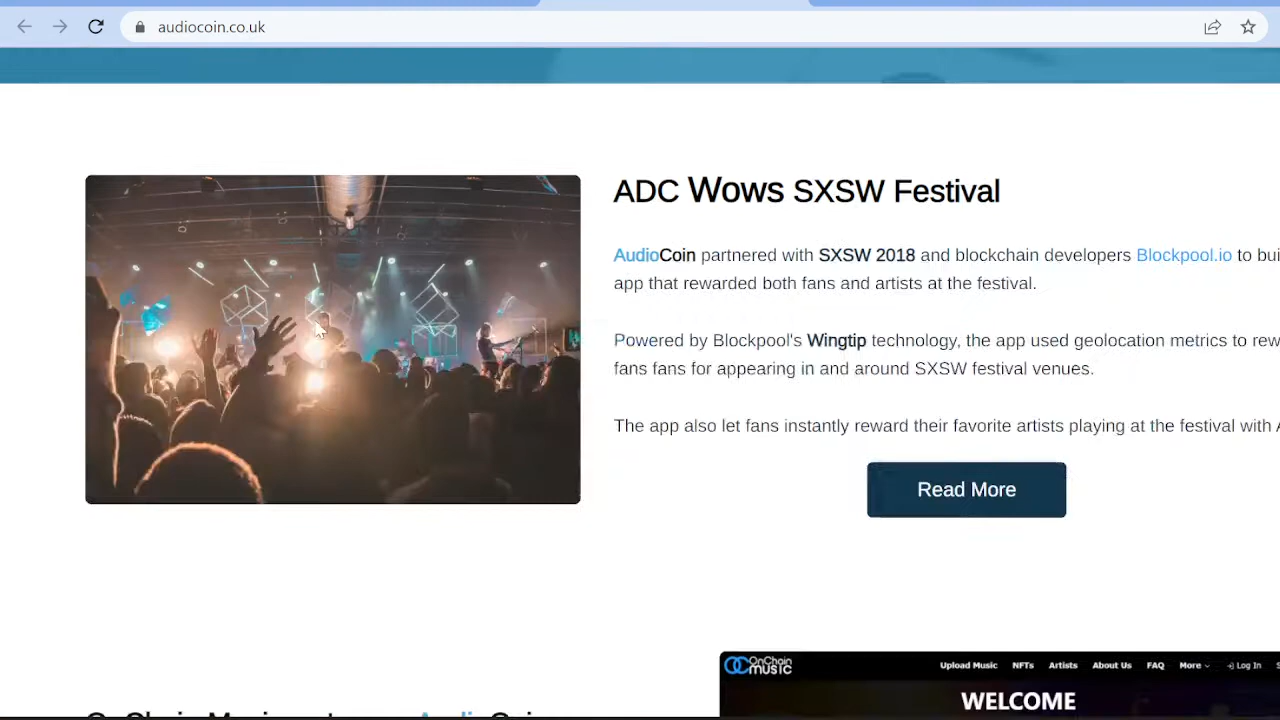 audiocoin.co.uk
ADC Wows SXSW Festival
AudioCoin partnered with SXSW 2018 and blockchain developers Blockpool.io to
app that rewarded both fans and artists at the festival.
Powered by Blockpool's Wingtip technology, the app used geolocation metrics to
fans fans for appearing in and around SXSW festival venues.
The app also let fans instantly reward their favorite artists playing at the festival with
Read More
OnChain Music
Upload Music NFTs Artists About Us FAQ More Log In
WELCOME